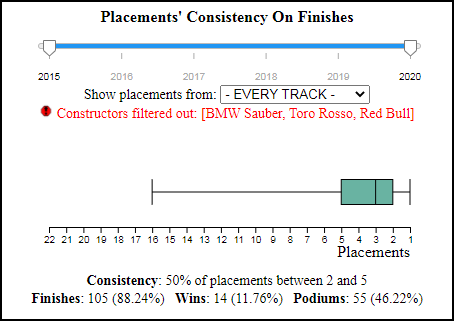 Placements' Consistency On Finishes
2015 2016 2017 2018 2019 2020
Show placements from: - EVERY TRACK -
Constructors filtered out: [BMW Sauber, Toro Rosso, Red Bull]
22 21 20 19 18 17 16 15 14 13 12 11 10 9 8 7 6 5 4 3 2 1
Placements
Consistency: 50% of placements between 2 and 5
Finishes: 105 (88.24%) Wins: 14 (11.76%) Podiums: 55 (46.22%)